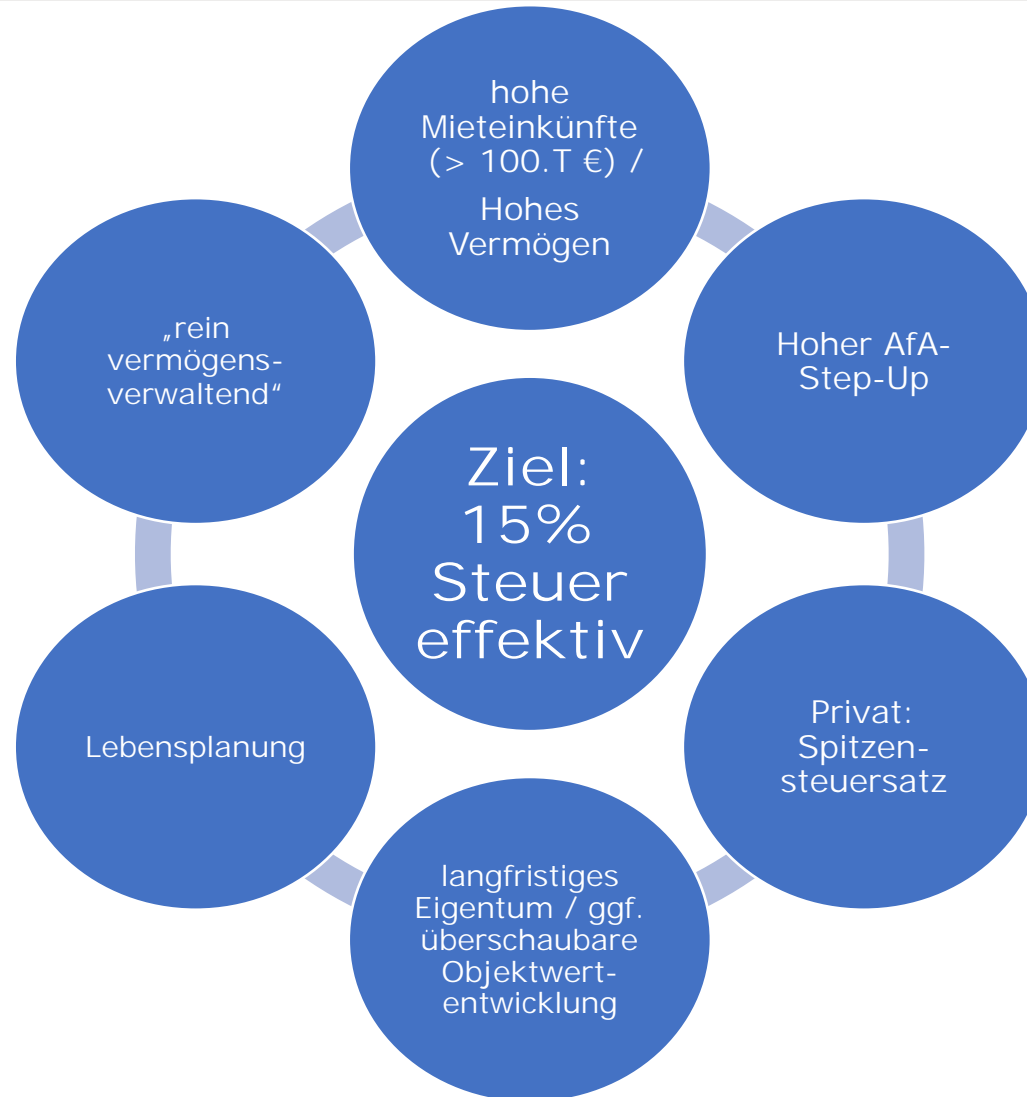 hohe
Mieteinkünfte
(> 100.T €) /
Hohes
Vermögen
Hoher AfA-
Step-Up
Privat:
Spitzen-
steuersatz
langfristiges
Eigentum / ggf.
überschaubare
Objektwert-
entwicklung
Lebensplanung
„rein
vermögens-
verwaltend“
Ziel:
15%
Steuer
effektiv